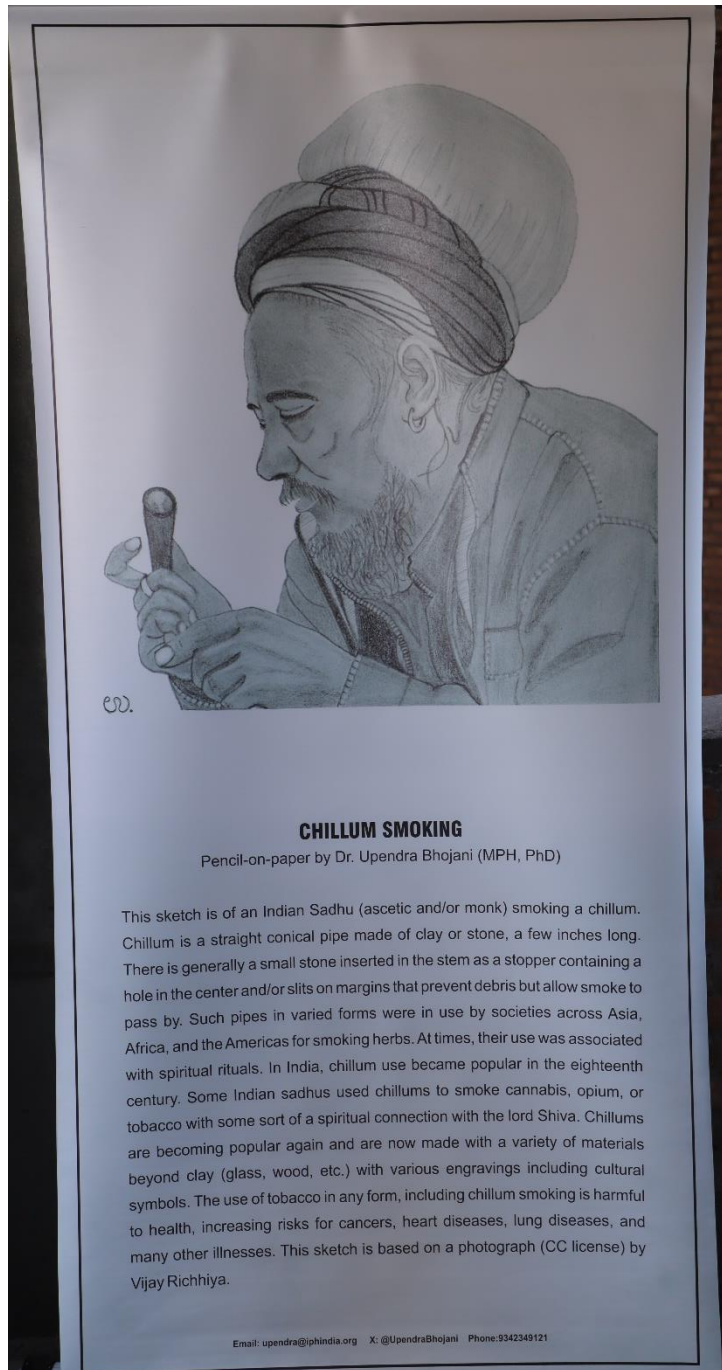 CHILLUM SMOKING
Pencil-on-paper by Dr. Upendra Bhojani (MPH, PhD)
This sketch is of an Indian Sadhu (ascetic and/or monk) smoking a chillum.
Chillum is a straight conical pipe made of clay or stone, a few inches long.
There is generally a small stone inserted in the stem as a stopper containing a
hole in the center and/or slits on margins that prevent debris but allow smoke to
pass by. Such pipes in varied forms were in use by societies across Asia,
Africa, and the Americas for smoking herbs. At times, their use was associated
with spiritual rituals. In India, chillum use became popular in the eighteenth
century. Some Indian sadhus used chillums to smoke cannabis, opium, or
tobacco with some sort of a spiritual connection with the lord Shiva. Chillums
are becoming popular again and are now made with a variety of materials
beyond clay (glass, wood, etc.) with various engravings including cultural
symbols. The use of tobacco in any form, including chillum smoking is harmful
to health, increasing risks for cancers, heart diseases, lung diseases, and
many other illnesses. This sketch is based on a photograph (CC license) by
Vijay Richhiya.
Email: upendra@iphindia.org X: @UpendraBhojani Phone:9342349121